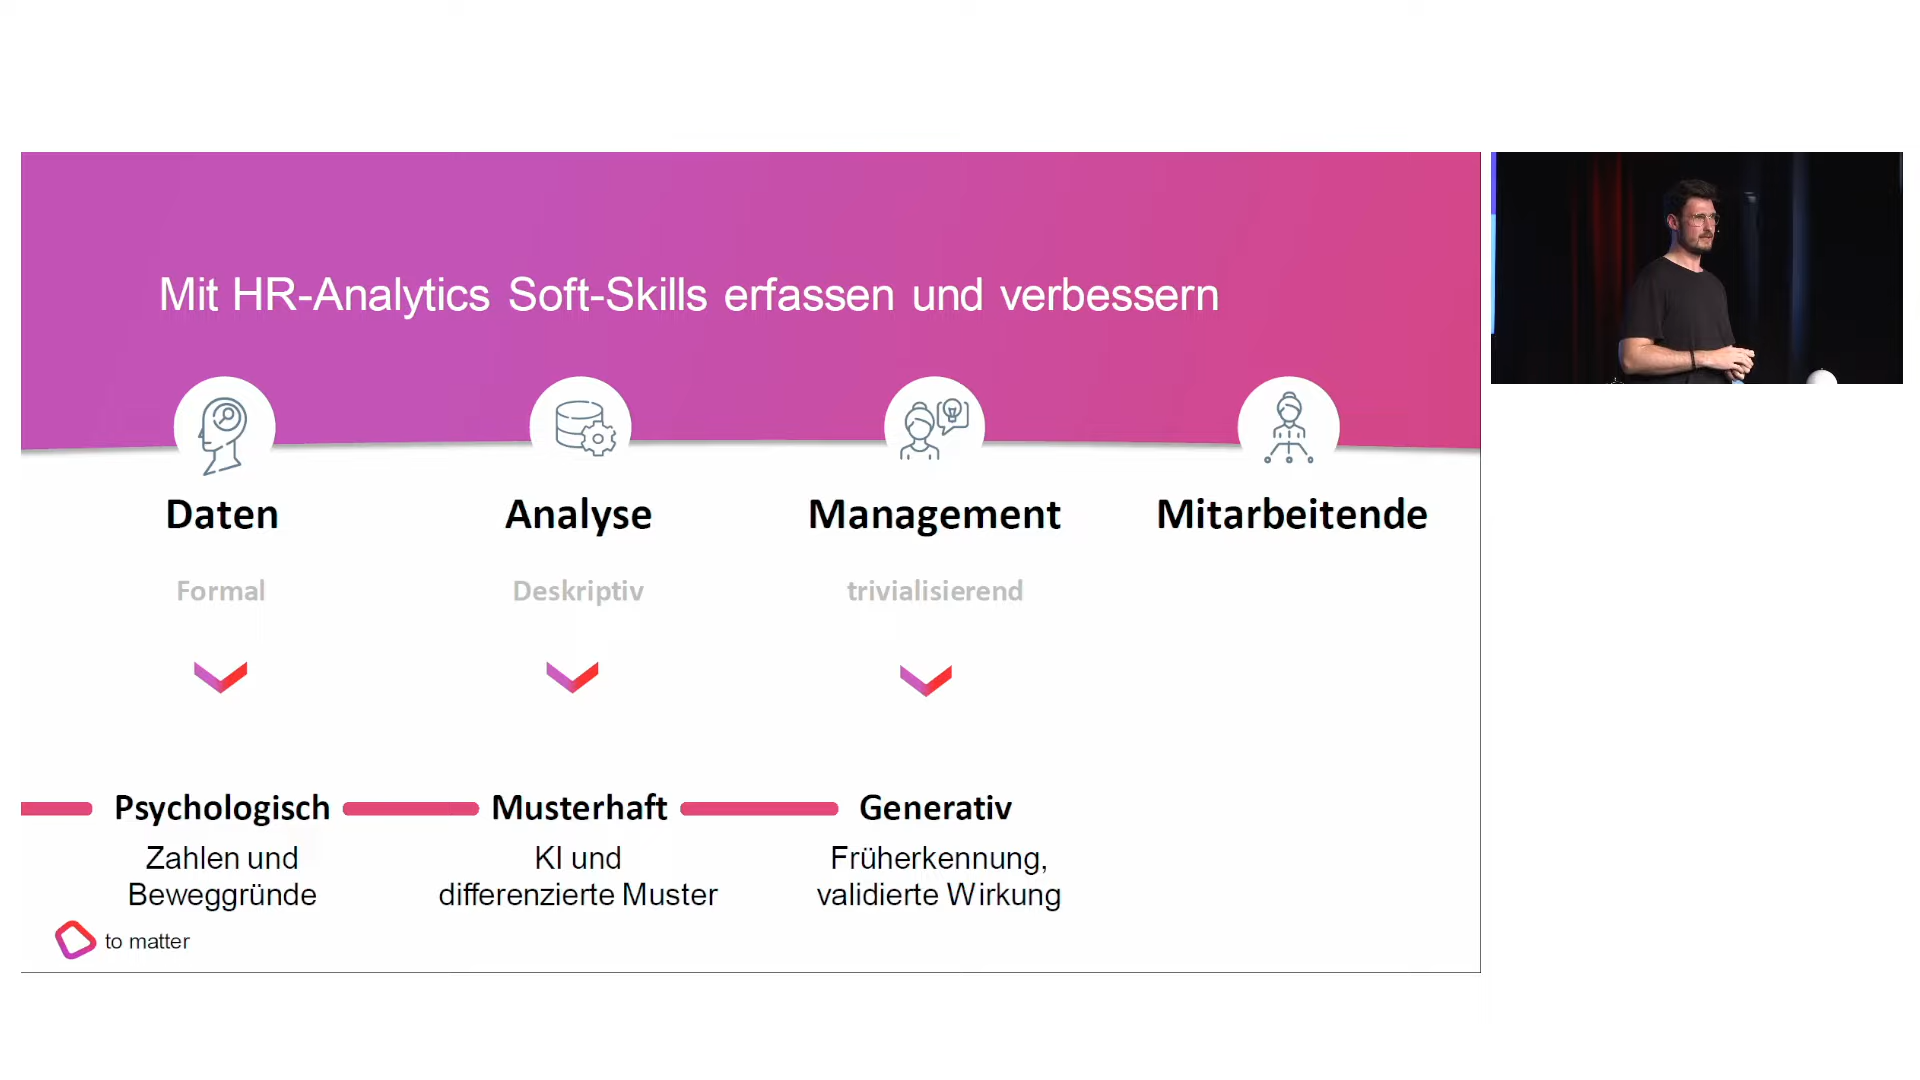 Mit HR-Analytics Soft-Skills erfassen und verbessern
Daten
Analyse
Management
Mitarbeitende
Formal
Deskriptiv
trivialisierend
Psychologisch
Musterhaft
Generativ
Zahlen und
Beweggründe
KI und
differenzierte Muster
Früherkennung,
validierte Wirkung
to matter